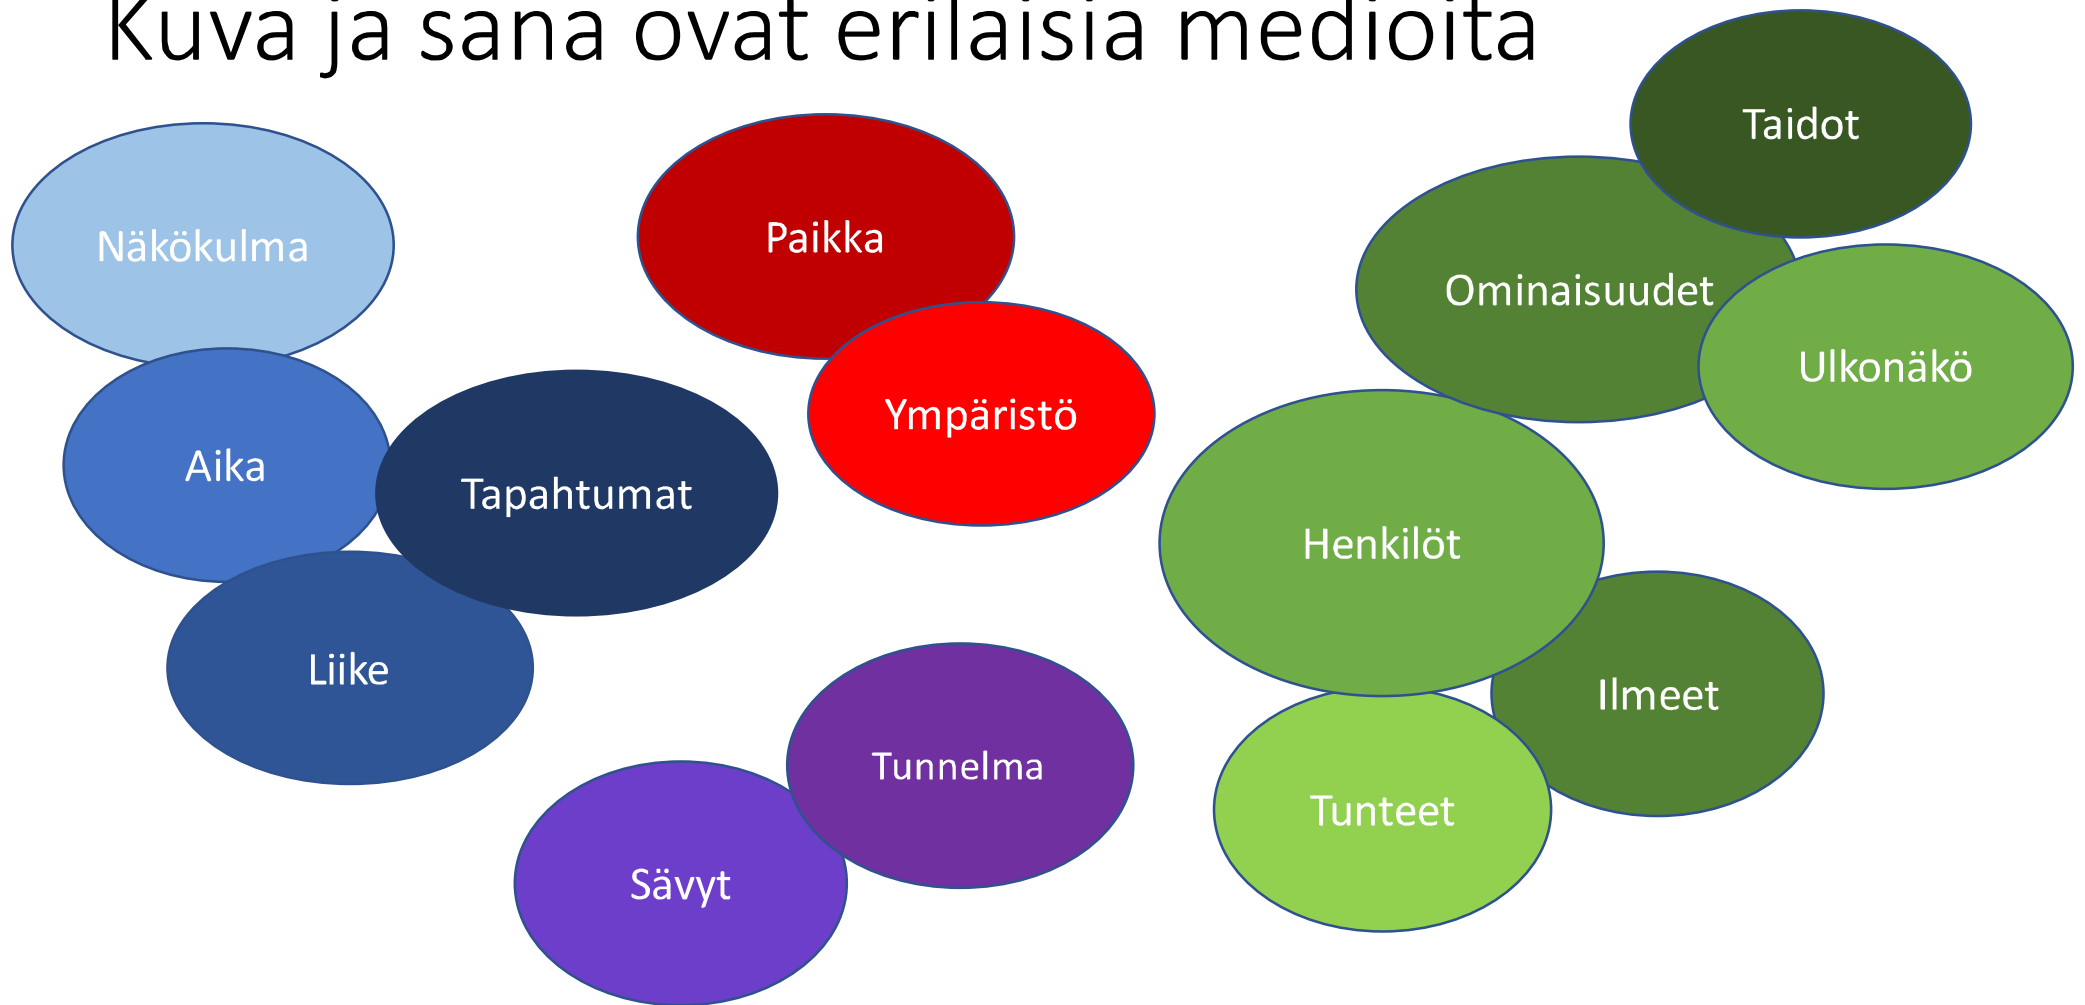 Kuva ja sana ovat erilaisia medioita
Näkökulma
Aika
Tapahtumat
Liike
Paikka
Ympäristö
Tunnelma
Sävyt
Taidot
Ominaisuudet
Ulkonäkö
Henkilöt
Ilmeet
Tunteet